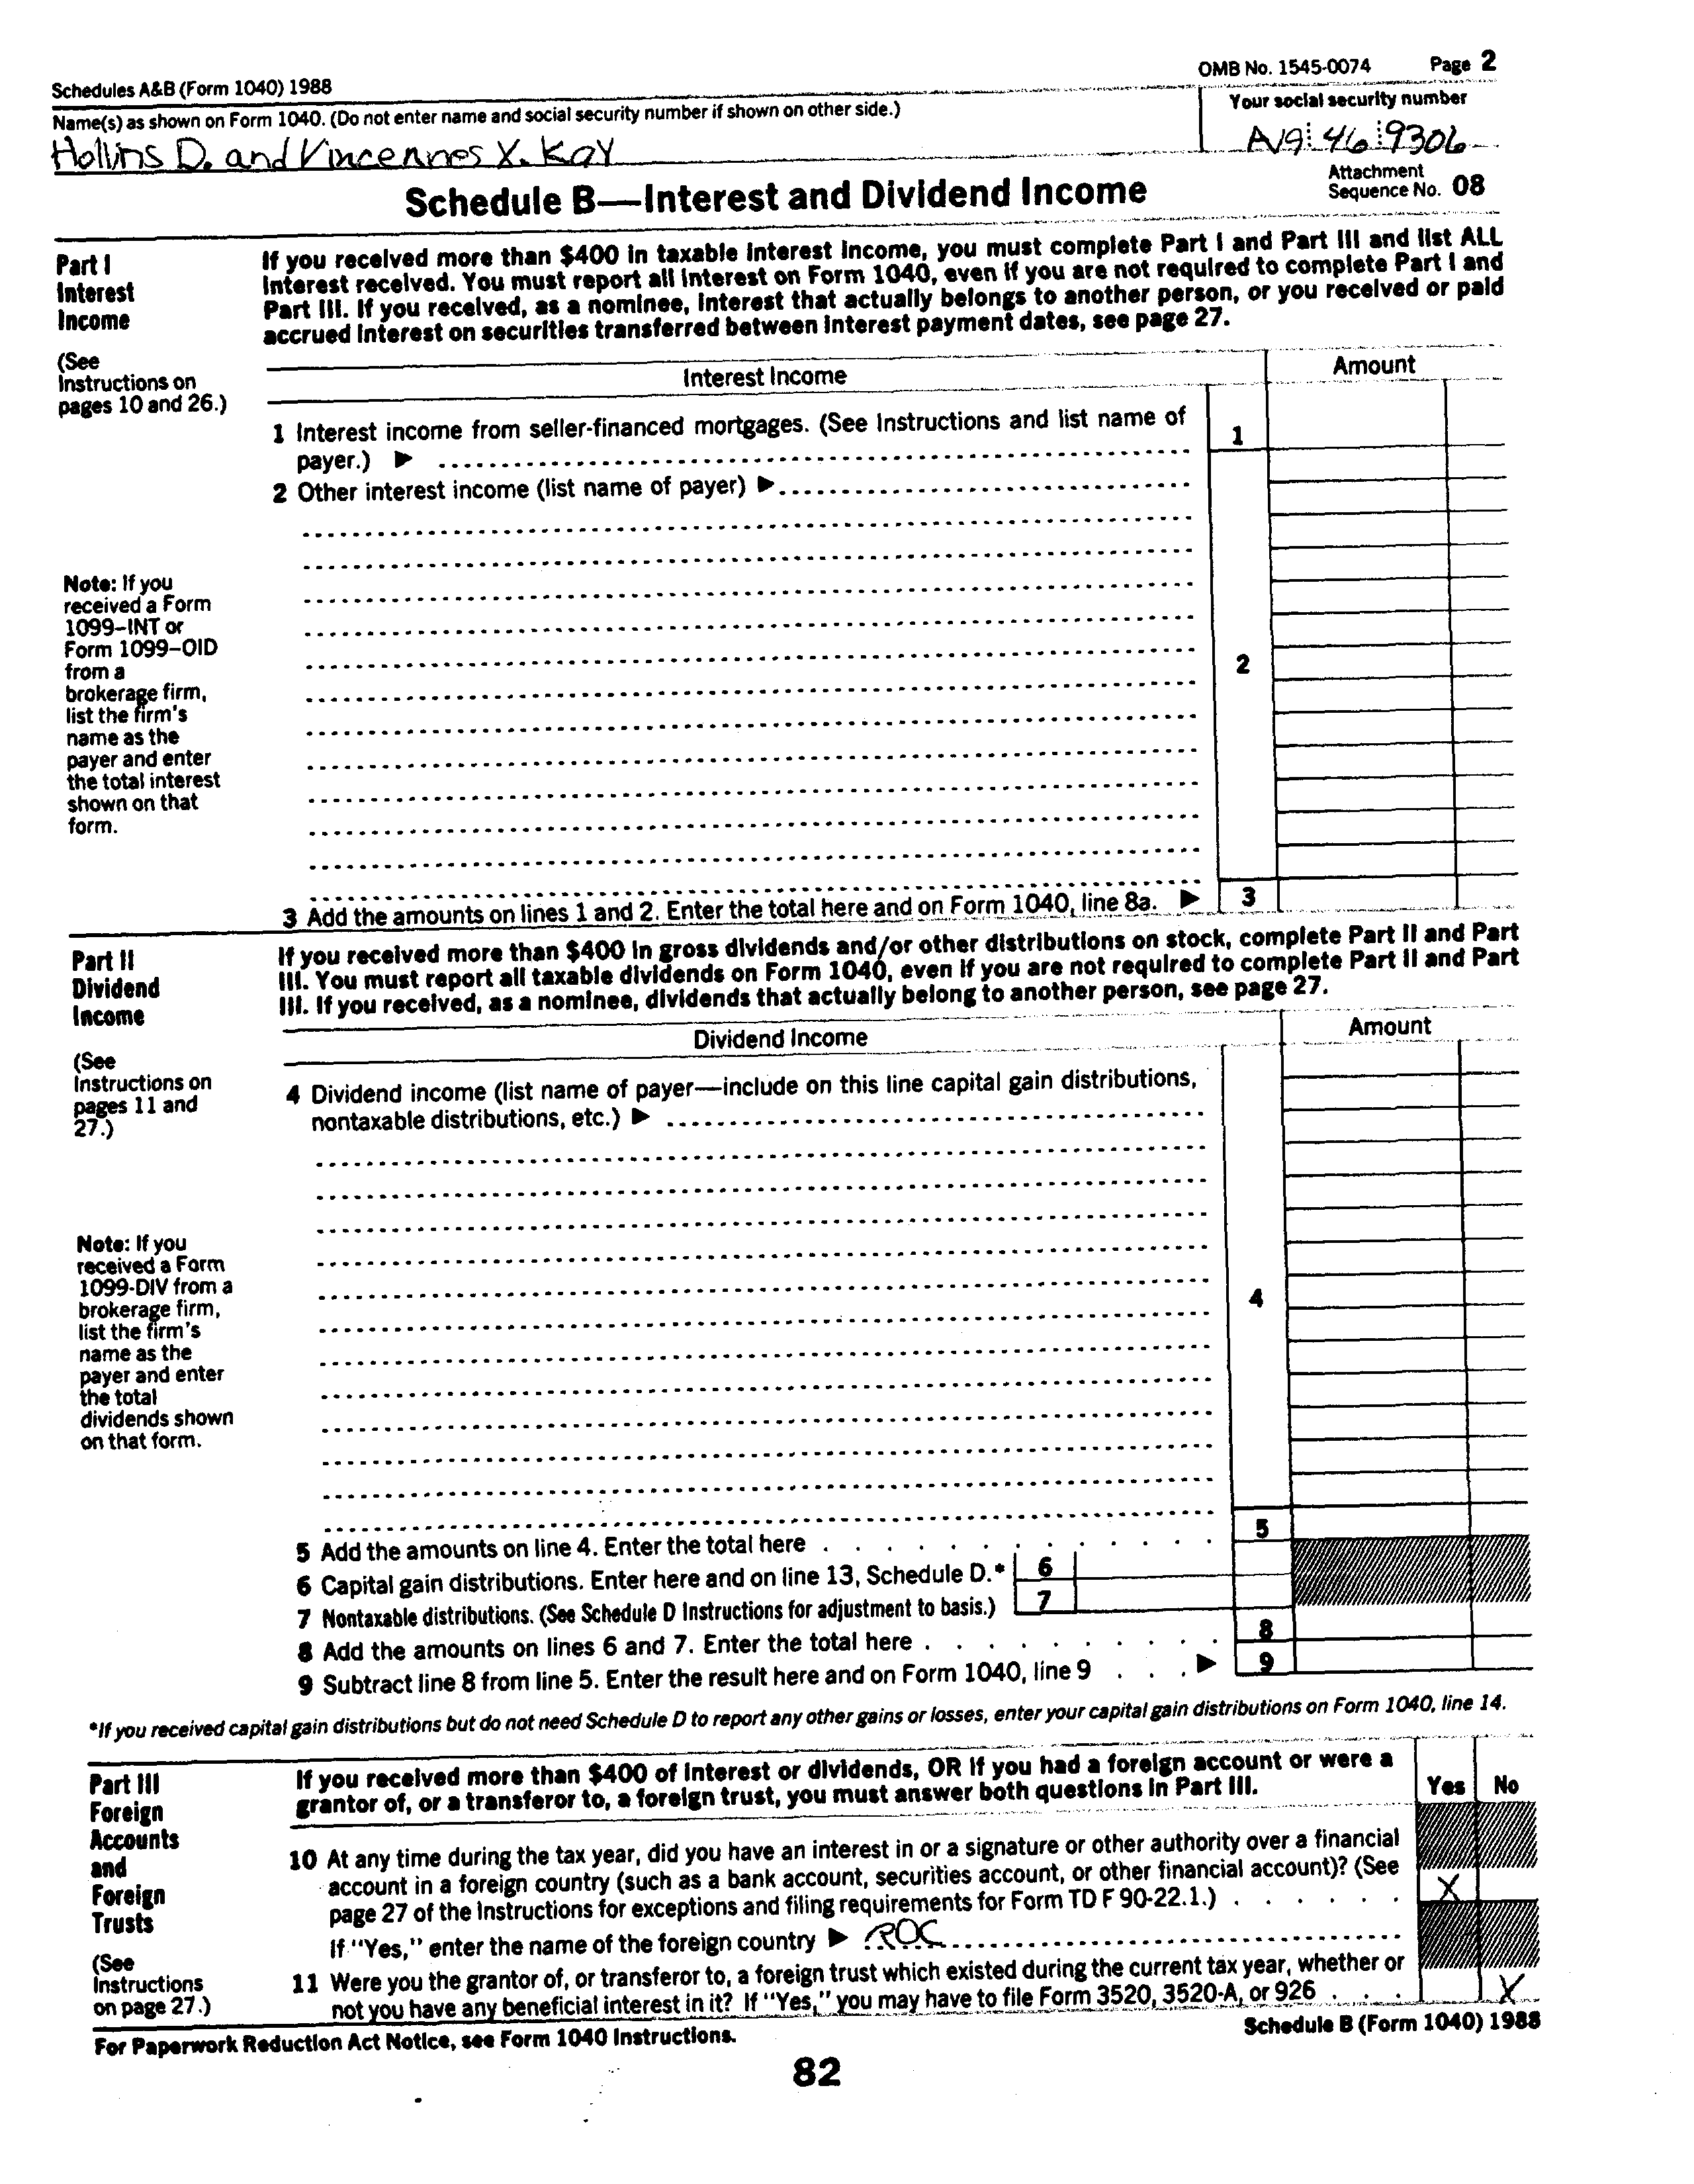 Schedules A&B (Form 1040) 1988
OMB No. 1545-0074 Page 2
Name(s) as shown on Form 1040. (Do not enter name and social security number if shown on other side.)
Your social security number
Hollins D. and Vincennes X. Kay
46 9306
Schedule B—Interest and Dividend Income
Attachment
Sequence No. 08
Part I
Interest
Income
(See
Instructions on
pages 10 and 26.)
If you received more than $400 in taxable interest income, you must complete Part I and Part III and list ALL
interest received. You must report all interest on Form 1040, even if you are not required to complete Part I and
Part III. If you received, as a nominee, interest that actually belongs to another person, or you received or paid
accrued interest on securities transferred between interest payment dates, see page 27.
Interest Income
Amount
1 Interest income from seller-financed mortgages. (See Instructions and list name of
payer.) ▶
1
2 Other interest income (list name of payer) ▶
Note: If you
received a Form
1099–INT or
Form 1099–OID
from a
brokerage firm,
list the firm's
name as the
payer and enter
the total interest
shown on that
form.
2
3 Add the amounts on lines 1 and 2. Enter the total here and on Form 1040, line 8a. ▶ 3
Part II
Dividend
Income
(See
Instructions on
pages 11 and
27.)
If you received more than $400 in gross dividends and/or other distributions on stock, complete Part II and Part
III. You must report all taxable dividends on Form 1040, even if you are not required to complete Part II and Part
III. If you received, as a nominee, dividends that actually belong to another person, see page 27.
Dividend Income
Amount
4 Dividend income (list name of payer—include on this line capital gain distributions,
nontaxable distributions, etc.) ▶
Note: If you
received a Form
1099-DIV from a
brokerage firm,
list the firm's
name as the
payer and enter
the total
dividends shown
on that form.
4
5 Add the amounts on line 4. Enter the total here . . . . . . . . . . . . 5
6 Capital gain distributions. Enter here and on line 13, Schedule D.* 6
7 Nontaxable distributions. (See Schedule D Instructions for adjustment to basis.) 7
8 Add the amounts on lines 6 and 7. Enter the total here . . . . . . . . . . 8
9 Subtract line 8 from line 5. Enter the result here and on Form 1040, line 9 . . . ▶ 9
*If you received capital gain distributions but do not need Schedule D to report any other gains or losses, enter your capital gain distributions on Form 1040, line 14.
Part III
Foreign
Accounts
and
Foreign
Trusts
(See
Instructions
on page 27.)
If you received more than $400 of interest or dividends, OR if you had a foreign account or were a
grantor of, or a transferor to, a foreign trust, you must answer both questions in Part III.
Yes No
10 At any time during the tax year, did you have an interest in or a signature or other authority over a financial
account in a foreign country (such as a bank account, securities account, or other financial account)? (See
page 27 of the Instructions for exceptions and filing requirements for Form TD F 90-22.1.) . . . . . . X
If "Yes," enter the name of the foreign country ▶ ROC
11 Were you the grantor of, or transferor to, a foreign trust which existed during the current tax year, whether or
not you have any beneficial interest in it? If "Yes," you may have to file Form 3520, 3520-A, or 926 . . . X
For Paperwork Reduction Act Notice, see Form 1040 Instructions.
Schedule B (Form 1040) 1988
82